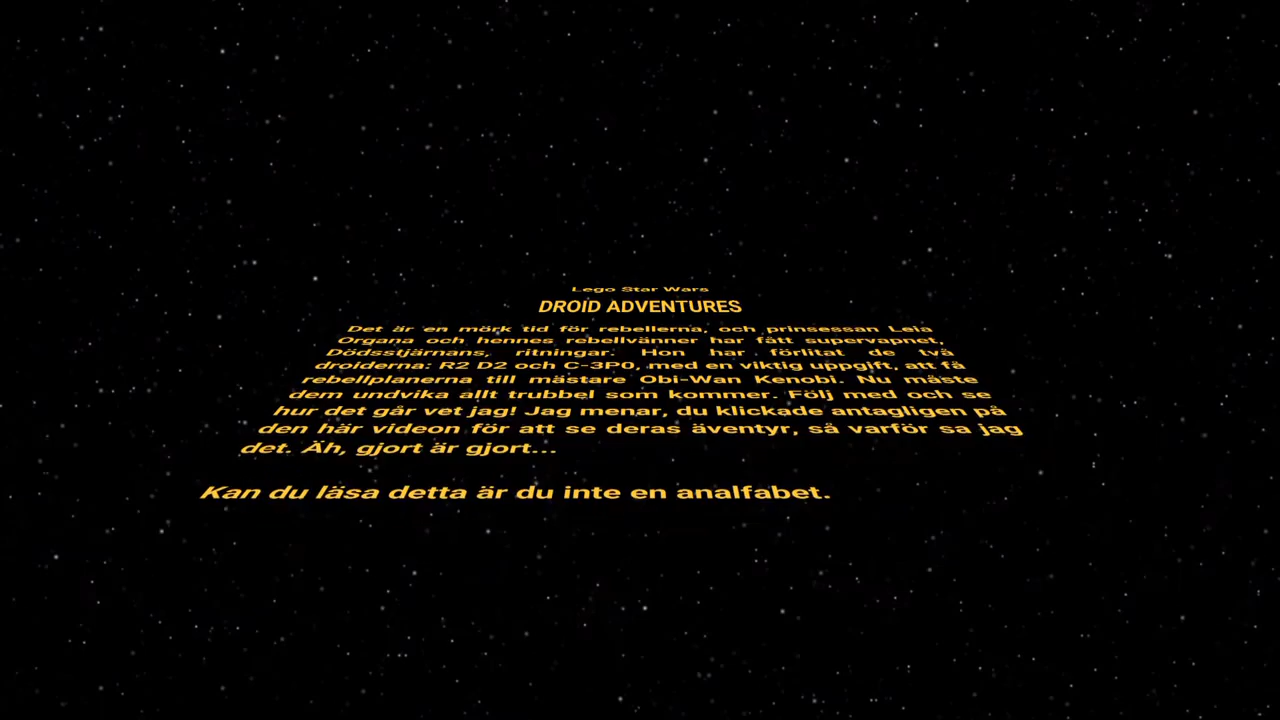 Lego Star Wars
DROID ADVENTURES
Det är en mörk tid för rebellerna, och prinsessan Leia
Organa och hennes rebellvänner har fått supervapnet,
Dödsstjärnans, ritningar. Hon har förlitat de två
droiderna: R2 D2 och C-3P0, med en viktig uppgift, att få
rebellplanerna till mästare Obi-Wan Kenobi. Nu måste
dem undvika allt trubbel som kommer. Följ med och se
hur det går vet jag! Jag menar, du klickade antagligen på
den här videon för att se deras äventyr, så varför sa jag
det. Äh, gjort är gjort...
Kan du läsa detta är du inte en analfabet.